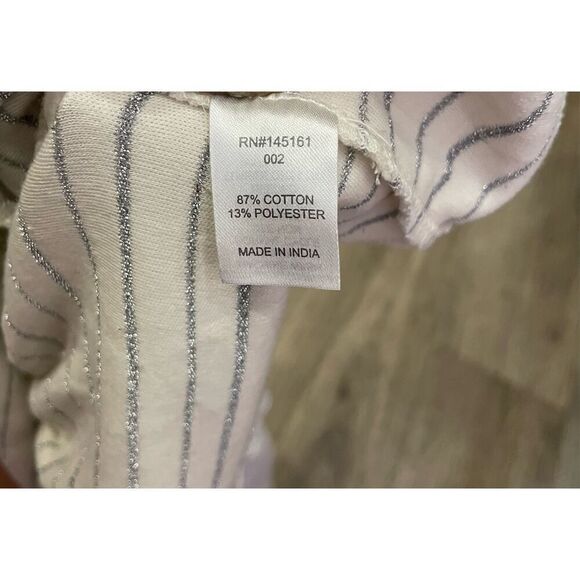 RN#145161
002
87% COTTON
13% POLYESTER
MADE IN INDIA